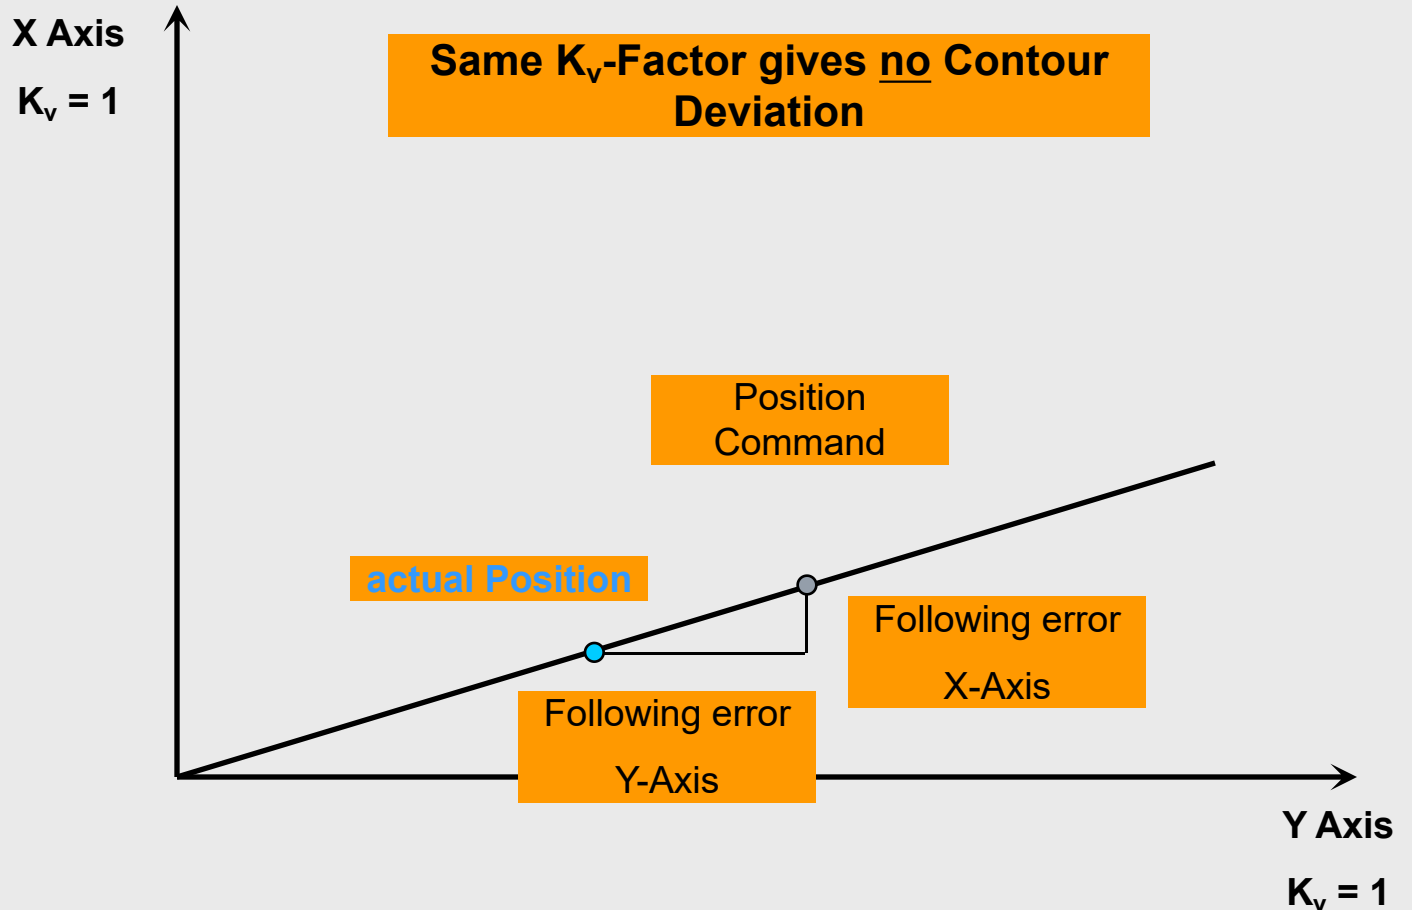 X Axis
Kᵥ = 1
Same Kᵥ-Factor gives no Contour
Deviation
Position
Command
actual Position
Following error
X-Axis
Following error
Y-Axis
Y Axis
Kᵥ = 1